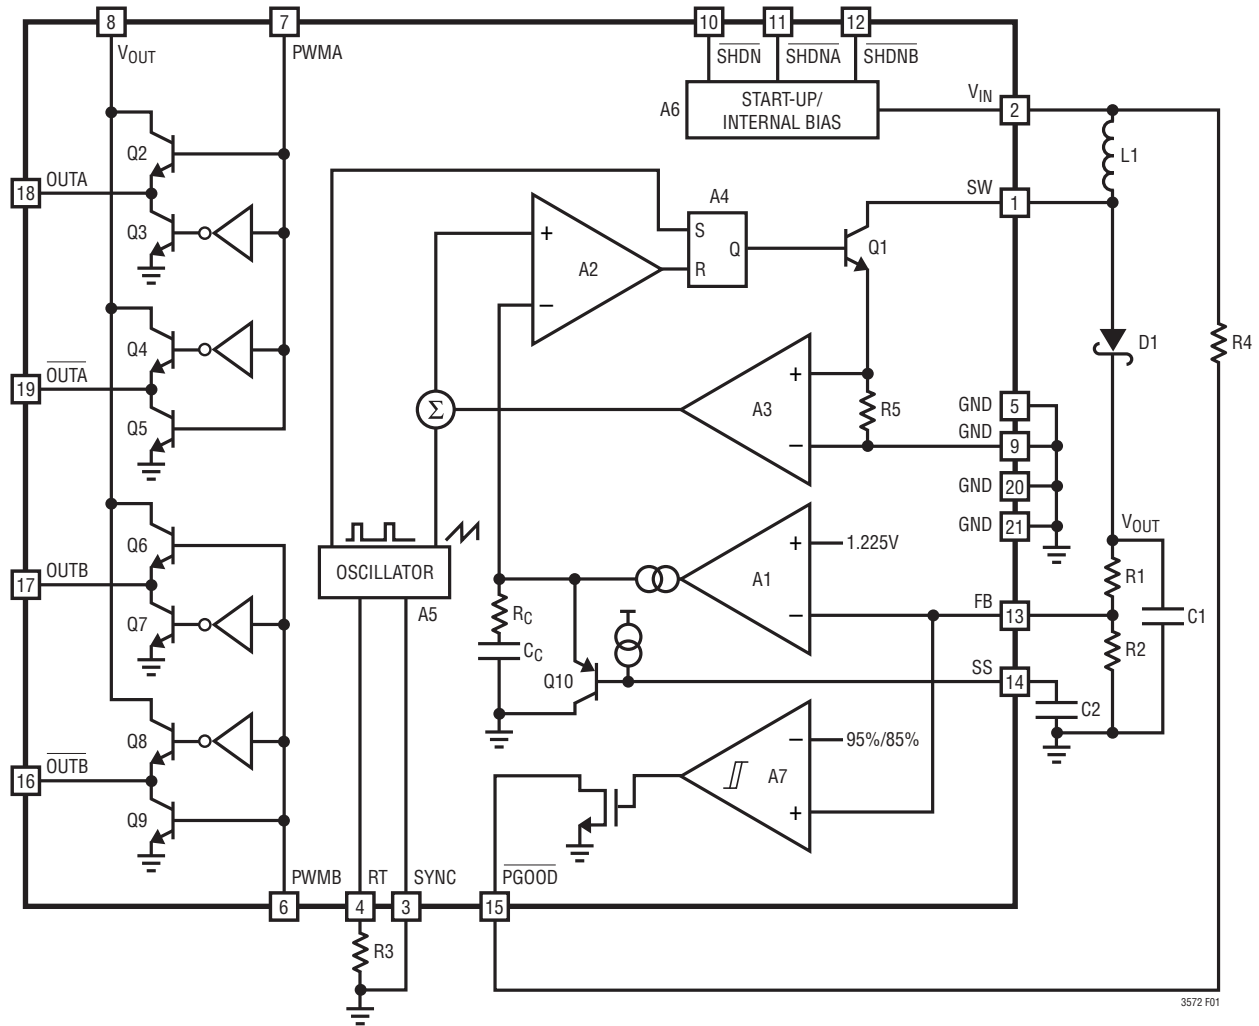 8
7
10
11
12
VOUT
PWMA
SHDN
SHDNA
SHDNB
A6
START-UP/
INTERNAL BIAS
VIN
2
L1
Q2
18
OUTA
Q3
A4
S
Q
R
SW
1
Q1
+
A2
−
Q4
19
OUTA
Q5
D1
R4
Σ
+
A3
−
R5
GND
5
GND
9
GND
20
GND
21
VOUT
Q6
17
OUTB
Q7
OSCILLATOR
A5
+
1.225V
A1
−
RC
CC
Q10
FB
13
R1
R2
C1
SS
14
C2
Q8
16
OUTB
Q9
−
95%/85%
A7
+
PWMB
RT
SYNC
PGOOD
6
4
3
15
R3
3572 F01